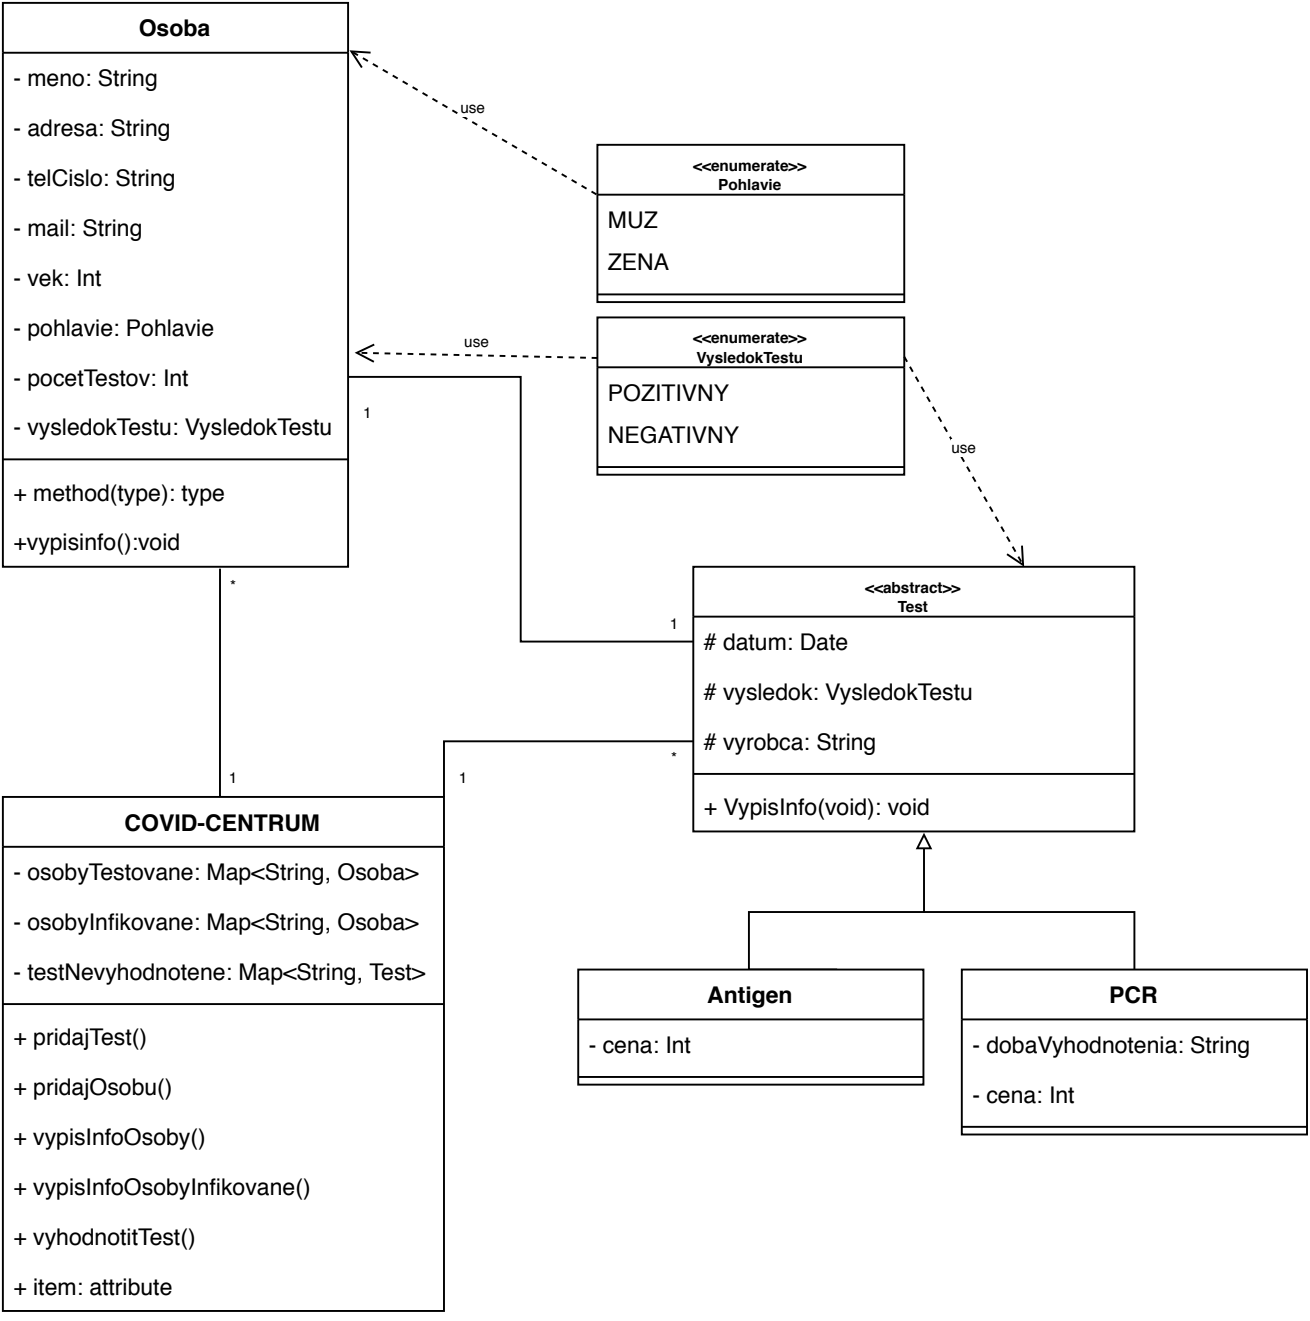 Osoba
- meno: String
- adresa: String
- telCislo: String
- mail: String
- vek: Int
- pohlavie: Pohlavie
- pocetTestov: Int
- vysledokTestu: VysledokTestu
+ method(type): type
+vypisinfo():void
use
<<enumerate>>
Pohlavie
MUZ
ZENA
use
<<enumerate>>
VysledokTestu
POZITIVNY
NEGATIVNY
use
1
1
*
1
1
*
<<abstract>>
Test
# datum: Date
# vysledok: VysledokTestu
# vyrobca: String
+ VypisInfo(void): void
COVID-CENTRUM
- osobyTestovane: Map<String, Osoba>
- osobyInfikovane: Map<String, Osoba>
- testNevyhodnotene: Map<String, Test>
+ pridajTest()
+ pridajOsobu()
+ vypisInfoOsoby()
+ vypisInfoOsobyInfikovane()
+ vyhodnotitTest()
+ item: attribute
Antigen
- cena: Int
PCR
- dobaVyhodnotenia: String
- cena: Int